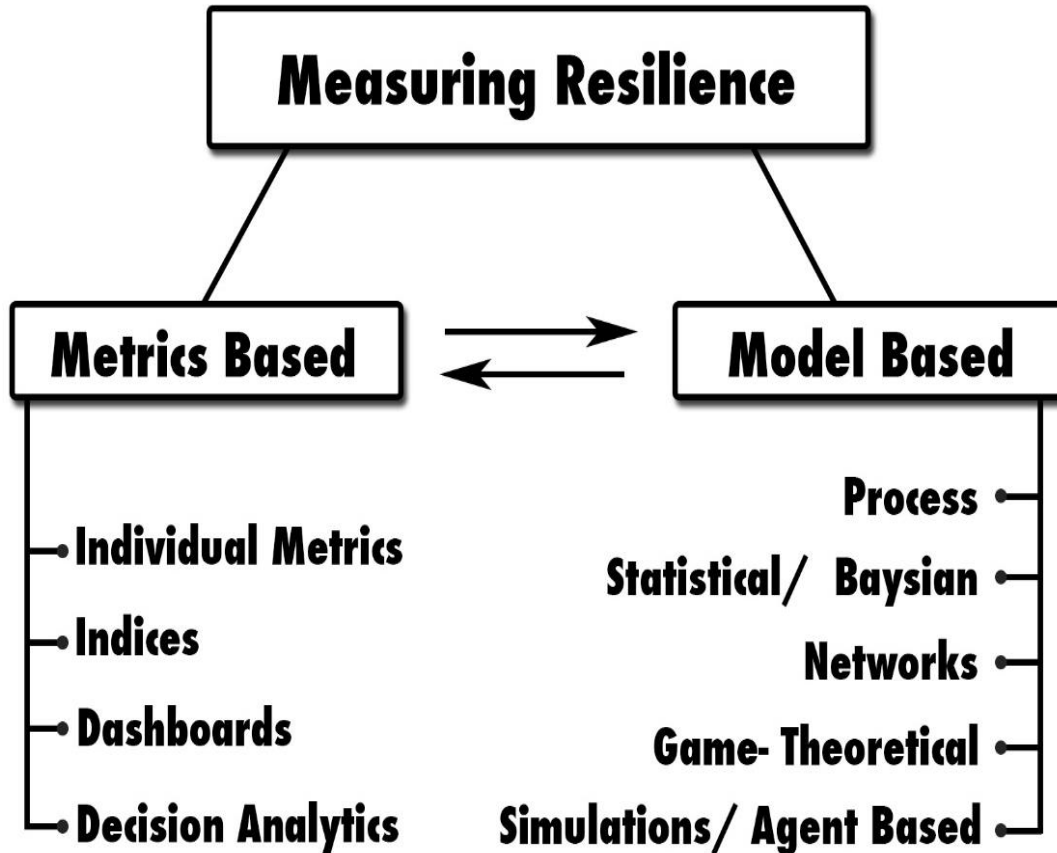 Measuring Resilience
Metrics Based
Model Based
Individual Metrics
Indices
Dashboards
Decision Analytics
Process
Statistical/ Baysian
Networks
Game- Theoretical
Simulations/ Agent Based